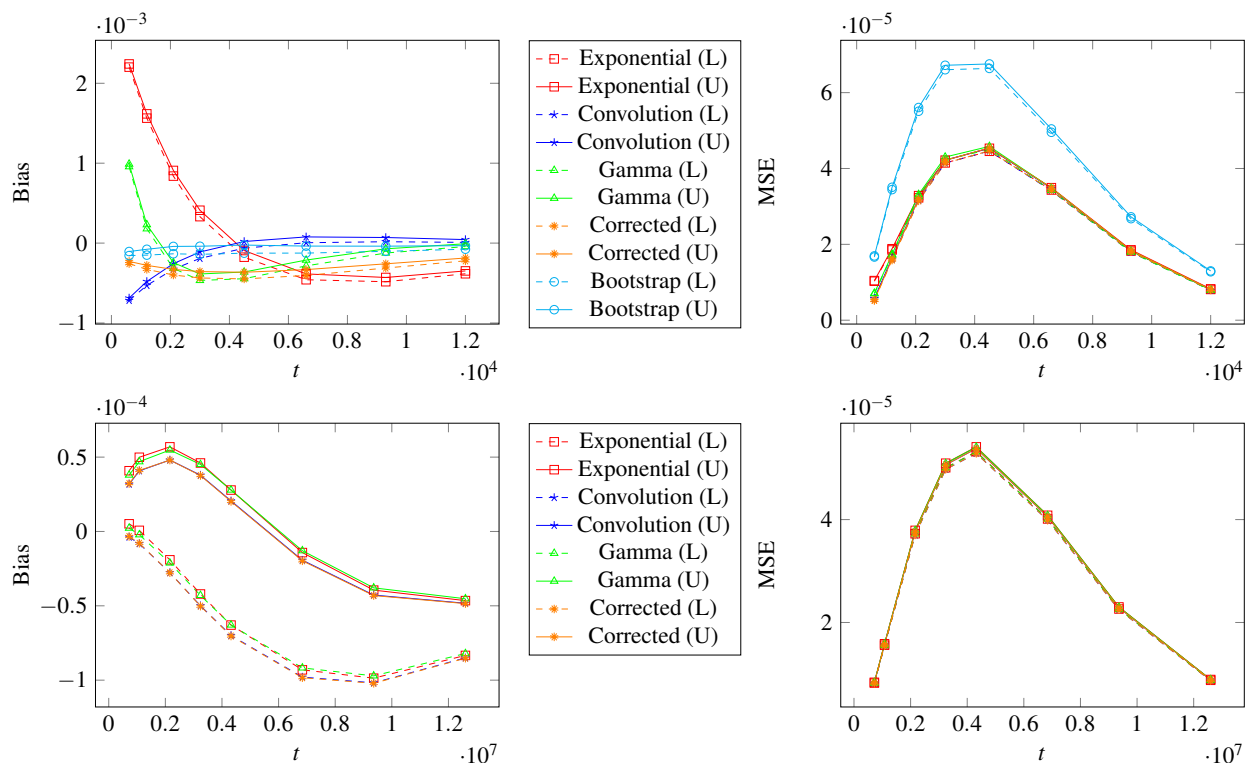 ·10−3
2
1
0
−1
Bias
0
0.2
0.4
0.6
0.8
1
1.2
·104
t
Exponential (L)
Exponential (U)
Convolution (L)
Convolution (U)
Gamma (L)
Gamma (U)
Corrected (L)
Corrected (U)
Bootstrap (L)
Bootstrap (U)
·10−5
6
4
2
0
MSE
0
0.2
0.4
0.6
0.8
1
1.2
·104
t
·10−4
0.5
0
−0.5
−1
Bias
0
0.2
0.4
0.6
0.8
1
1.2
·107
t
Exponential (L)
Exponential (U)
Convolution (L)
Convolution (U)
Gamma (L)
Gamma (U)
Corrected (L)
Corrected (U)
·10−5
4
2
MSE
0
0.2
0.4
0.6
0.8
1
1.2
·107
t